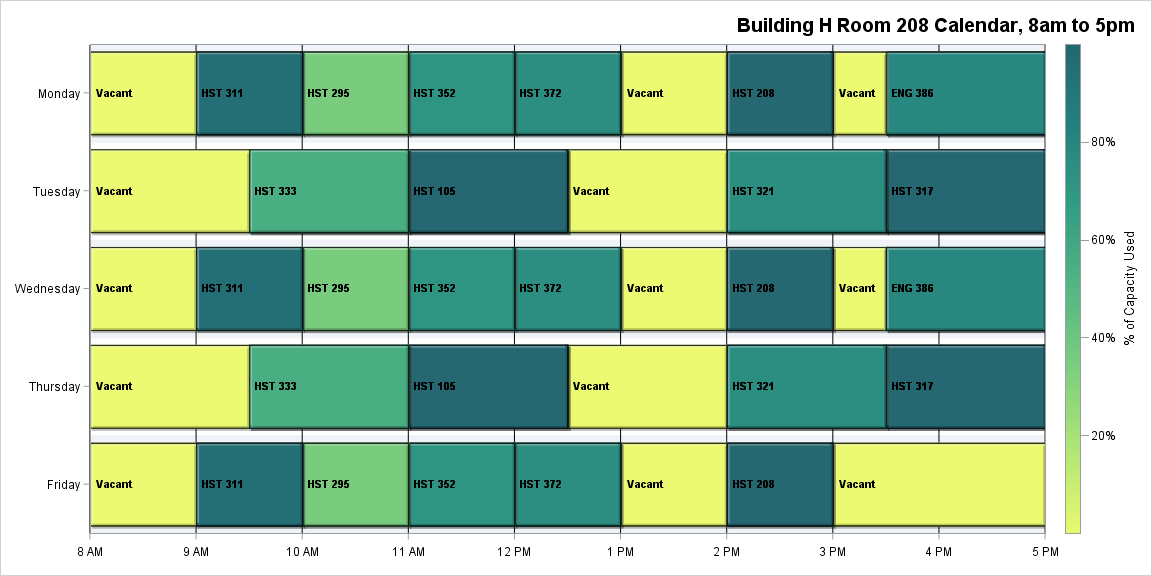 Building H Room 208 Calendar, 8am to 5pm
Monday
Vacant
HST 311
HST 295
HST 352
HST 372
Vacant
HST 208
Vacant
ENG 386
Tuesday
Vacant
HST 333
HST 105
Vacant
HST 321
HST 317
Wednesday
Vacant
HST 311
HST 295
HST 352
HST 372
Vacant
HST 208
Vacant
ENG 386
Thursday
Vacant
HST 333
HST 105
Vacant
HST 321
HST 317
Friday
Vacant
HST 311
HST 295
HST 352
HST 372
Vacant
HST 208
Vacant
8 AM
9 AM
10 AM
11 AM
12 PM
1 PM
2 PM
3 PM
4 PM
5 PM
80%
60%
40%
20%
% of Capacity Used